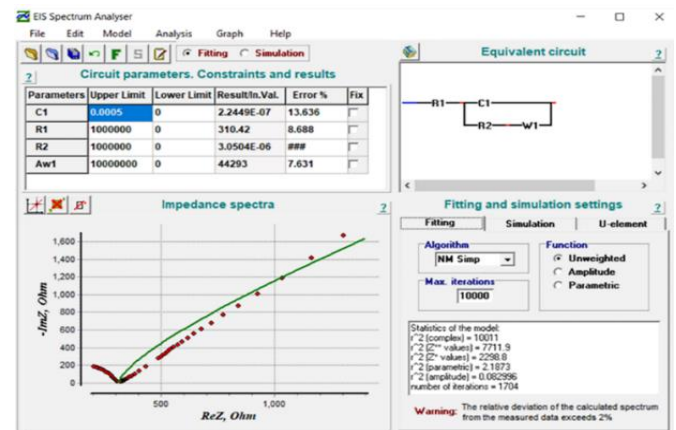 EIS Spectrum Analyser
File Edit Model Analysis Graph Help
F S Fitting Simulation
Equivalent circuit ?
? Circuit parameters. Constraints and results
Parameters Upper Limit Lower Limit Result/In.Val. Error % Fix
C1 0.0005 0 2.2449E-07 13.636
R1 1000000 0 310.42 8.688
R2 1000000 0 3.0504E-06 ###
Aw1 10000000 0 44293 7.631
R1 C1
R2 W1
Impedance spectra ?
Fitting and simulation settings ?
Fitting Simulation U-element
Algorithm
NM Simp
Max. iterations
10000
Function
Unweighted
Amplitude
Parametric
Statistics of the model:
r^2 (complex) = 10011
r^2 (Z'' values) = 7711.9
r^2 (Z' values) = 2298.8
r^2 (parametric) = 2.1873
r^2 (amplitude) = 0.082996
number of iterations = 1704
Warning: The relative deviation of the calculated spectrum
from the measured data exceeds 2%
-ImZ, Ohm
1,600
1,400
1,200
1,000
800
600
400
200
0
500 1,000
ReZ, Ohm